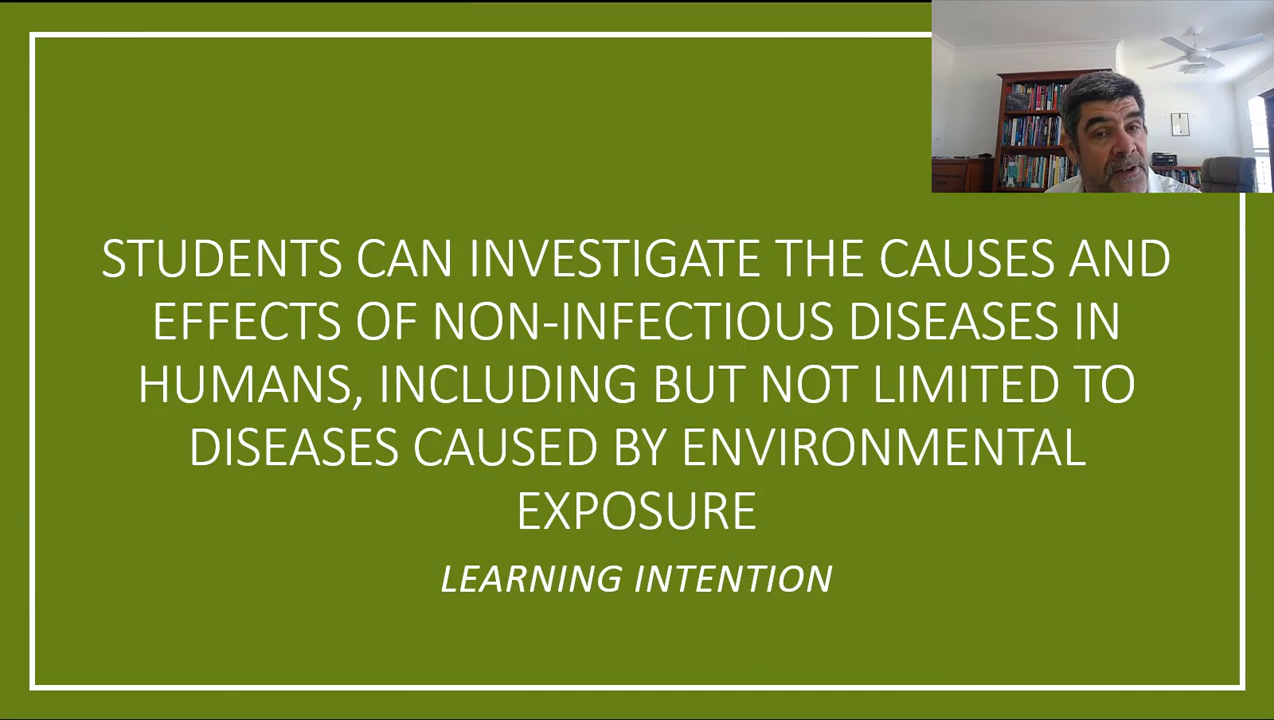 STUDENTS CAN INVESTIGATE THE CAUSES AND
EFFECTS OF NON-INFECTIOUS DISEASES IN
HUMANS, INCLUDING BUT NOT LIMITED TO
DISEASES CAUSED BY ENVIRONMENTAL
EXPOSURE
LEARNING INTENTION